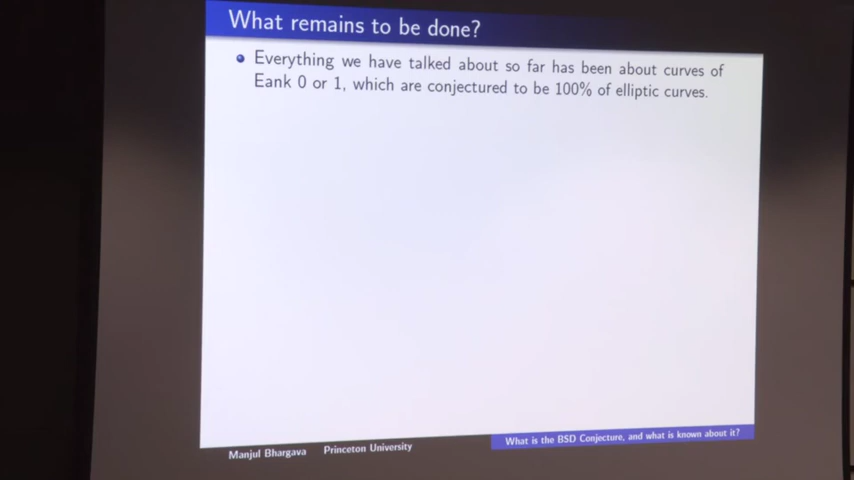 What remains to be done?
Everything we have talked about so far has been about curves of
Eank 0 or 1, which are conjectured to be 100% of elliptic curves.
Manjul Bhargava Princeton University
What is the BSD Conjecture, and what is known about it?